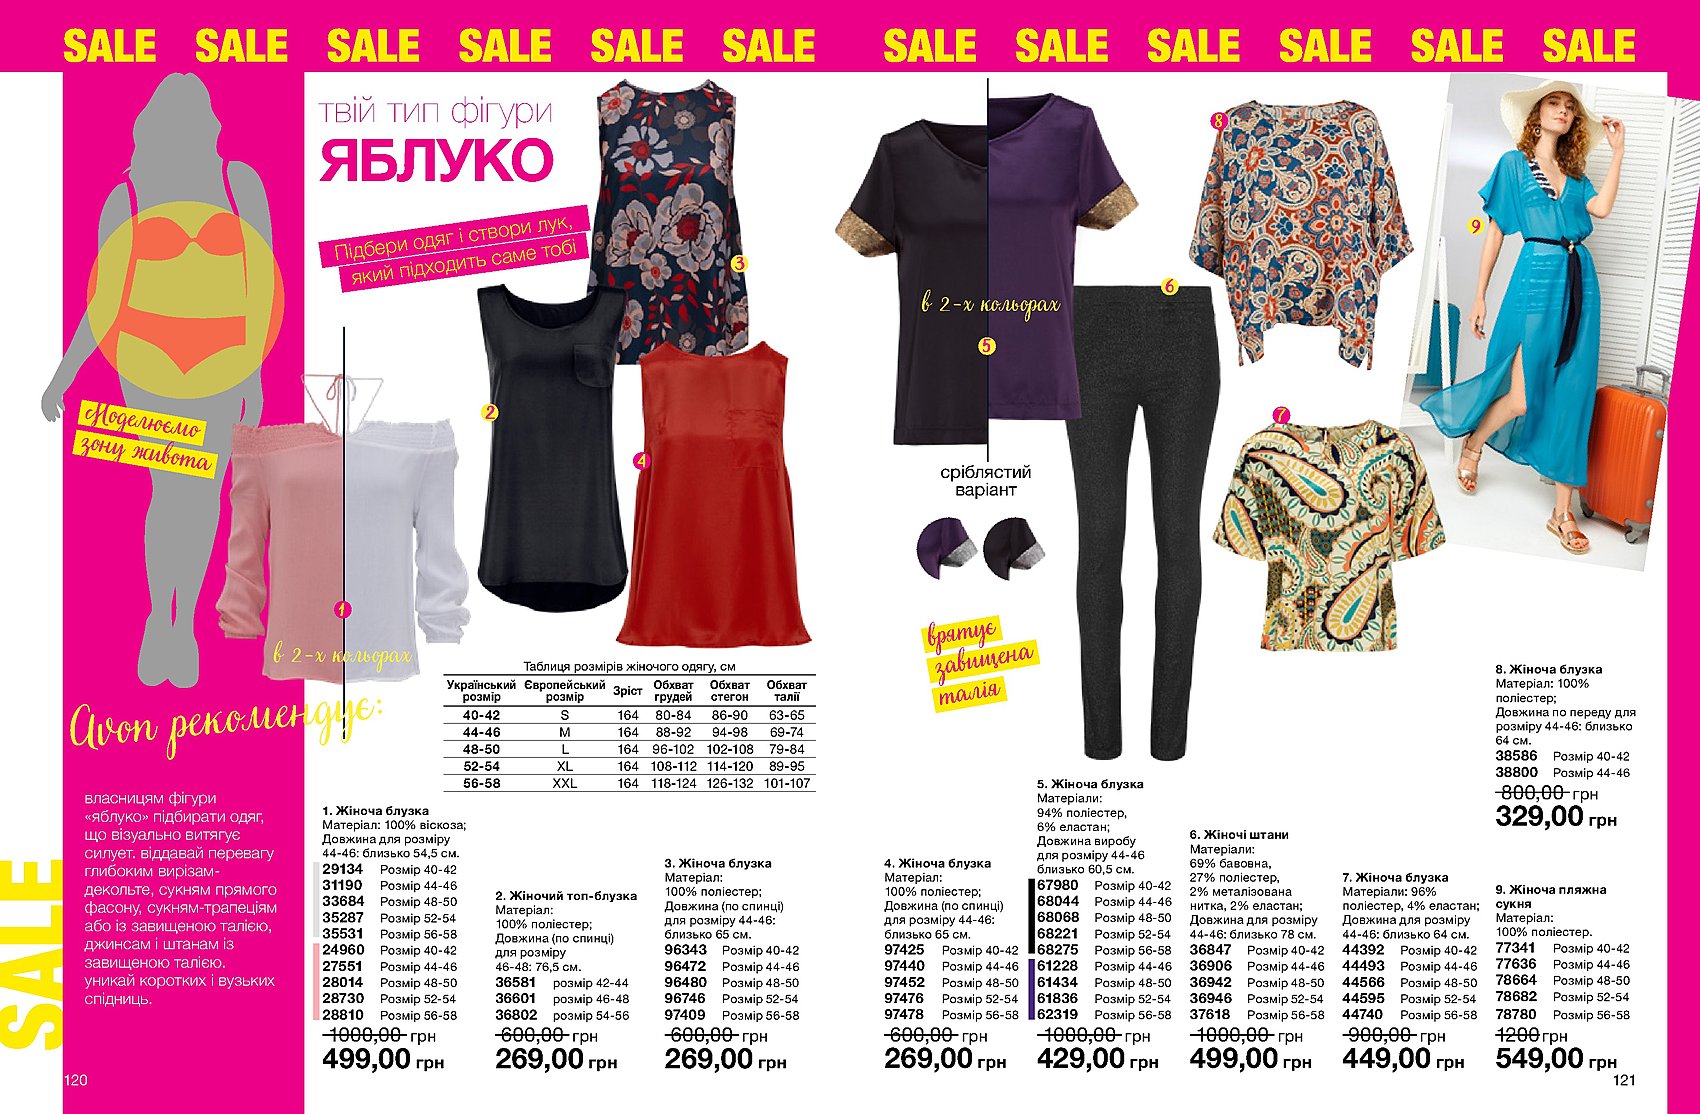 SALE SALE SALE SALE SALE SALE SALE SALE SALE SALE SALE SALE
твій тип фігури
ЯБЛУКО
Підбери одяг і створи лук,
який підходить саме тобі
Моделюємо
зону живота
1
в 2-х кольорах
2
3
4
Avon рекомендує:
власницям фігури
«яблуко» підбирати одяг,
що візуально витягує
силует. віддавай перевагу
глибоким вирізам-
декольте, сукням прямого
фасону, сукням-трапеціям
або із завищеною талією,
джинсам і штанам із
завищеною талією.
уникай коротких і вузьких
спідниць.
SALE
120
Таблиця розмірів жіночого одягу, см
Український розмір Європейський розмір Зріст Обхват грудей Обхват стегон Обхват талії
40-42 S 164 80-84 86-90 63-65
44-46 M 164 88-92 94-98 69-74
48-50 L 164 96-102 102-108 79-84
52-54 XL 164 108-112 114-120 89-95
56-58 XXL 164 118-124 126-132 101-107
1. Жіноча блузка
Матеріал: 100% віскоза;
Довжина для розміру
44-46: близько 54,5 см.
29134 Розмір 40-42
31190 Розмір 44-46
33684 Розмір 48-50
35287 Розмір 52-54
35531 Розмір 56-58
24960 Розмір 40-42
27551 Розмір 44-46
28014 Розмір 48-50
28730 Розмір 52-54
28810 Розмір 56-58
1000,00 грн
499,00 грн
2. Жіночий топ-блузка
Матеріал:
100% поліестер;
Довжина (по спинці)
для розміру
46-48: 76,5 см.
36581 розмір 42-44
36601 розмір 46-48
36802 розмір 54-56
600,00 грн
269,00 грн
3. Жіноча блузка
Матеріал:
100% поліестер;
Довжина (по спинці)
для розміру 44-46:
близько 65 см.
96343 Розмір 40-42
96472 Розмір 44-46
96480 Розмір 48-50
96746 Розмір 52-54
97409 Розмір 56-58
600,00 грн
269,00 грн
5
в 2-х кольорах
6
7
8
9
сріблястий
варіант
врятує
завищена
талія
4. Жіноча блузка
Матеріал:
100% поліестер;
Довжина (по спинці)
для розміру 44-46:
близько 65 см.
97425 Розмір 40-42
97440 Розмір 44-46
97452 Розмір 48-50
97476 Розмір 52-54
97478 Розмір 56-58
600,00 грн
269,00 грн
5. Жіноча блузка
Матеріали:
94% поліестер,
6% еластан;
Довжина виробу
для розміру 44-46
близько 60,5 см.
67980 Розмір 40-42
68044 Розмір 44-46
68068 Розмір 48-50
68221 Розмір 52-54
68275 Розмір 56-58
61228 Розмір 44-46
61434 Розмір 48-50
61836 Розмір 52-54
62319 Розмір 56-58
1000,00 грн
429,00 грн
6. Жіночі штани
Матеріали:
69% бавовна,
27% поліестер,
2% металізована
нитка, 2% еластан;
Довжина для розміру
44-46: близько 78 см.
36847 Розмір 40-42
36906 Розмір 44-46
36942 Розмір 48-50
36946 Розмір 52-54
37618 Розмір 56-58
1000,00 грн
499,00 грн
7. Жіноча блузка
Матеріали: 96%
поліестер, 4% еластан;
Довжина для розміру
44-46: близько 64 см.
44392 Розмір 40-42
44493 Розмір 44-46
44566 Розмір 48-50
44595 Розмір 52-54
44740 Розмір 56-58
900,00 грн
449,00 грн
8. Жіноча блузка
Матеріал: 100%
поліестер;
Довжина по переду для
розміру 44-46: близько
64 см.
38586 Розмір 40-42
38800 Розмір 44-46
800,00 грн
329,00 грн
9. Жіноча пляжна
сукня
Матеріал:
100% поліестер.
77341 Розмір 40-42
77636 Розмір 44-46
78664 Розмір 48-50
78682 Розмір 52-54
78780 Розмір 56-58
1200 грн
549,00 грн
121